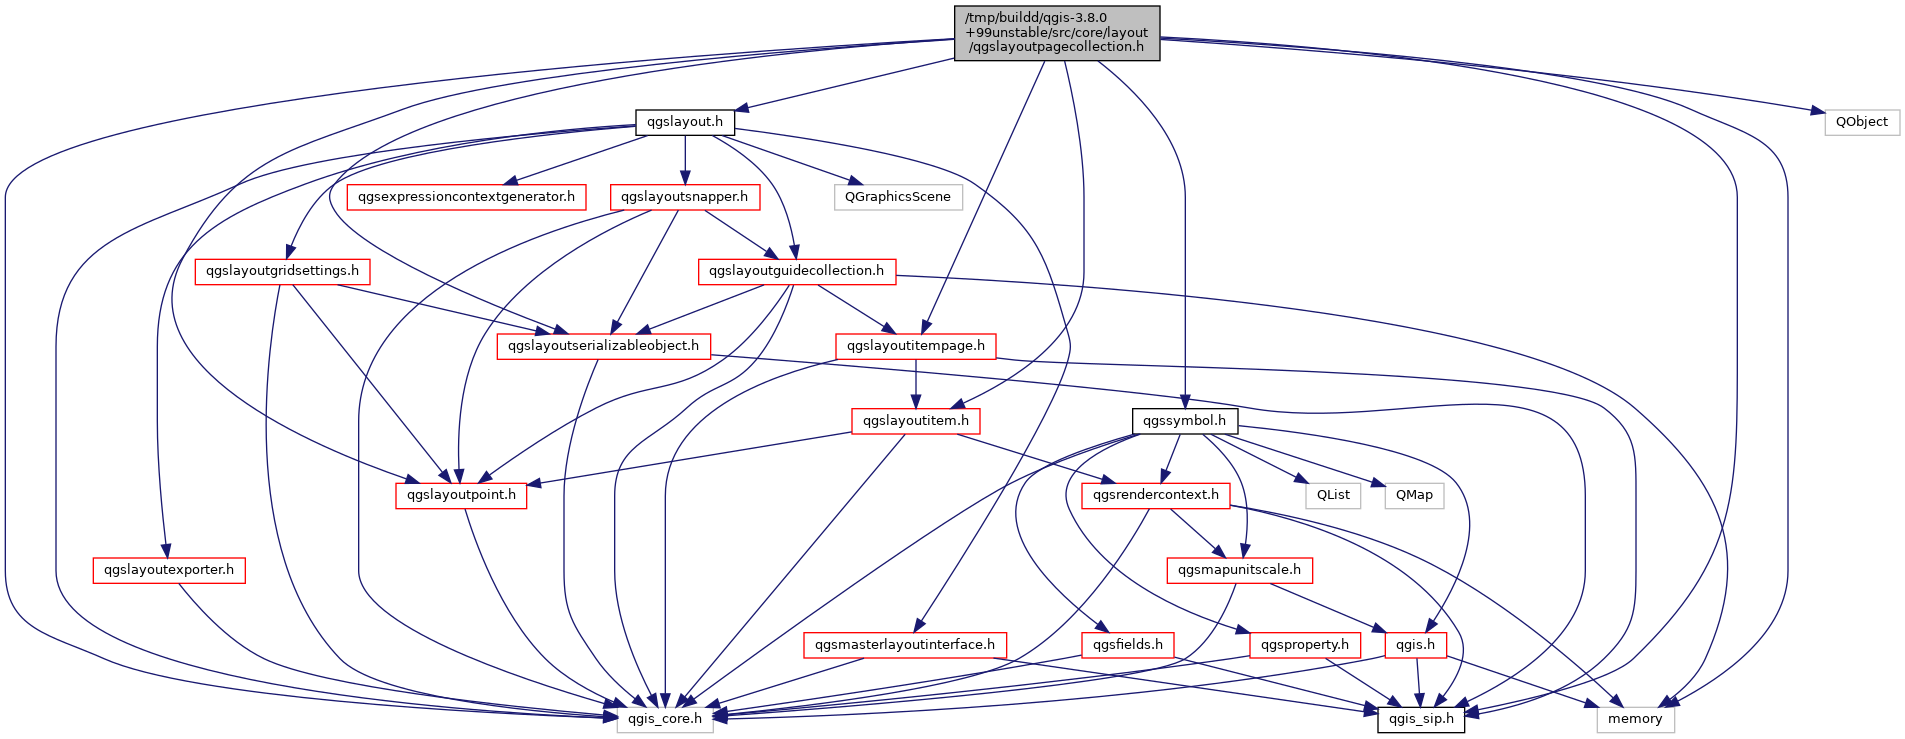 /tmp/buildd/qgis-3.8.0
+99unstable/src/core/layout
/qgslayoutpagecollection.h
qgslayout.h
QObject
qgsexpressioncontextgenerator.h
qgslayoutsnapper.h
QGraphicsScene
qgslayoutgridsettings.h
qgslayoutguidecollection.h
qgslayoutserializableobject.h
qgslayoutitempage.h
qgslayoutitem.h
qgssymbol.h
qgslayoutpoint.h
qgsrendercontext.h
QList
QMap
qgslayoutexporter.h
qgsmapunitscale.h
qgsmasterlayoutinterface.h
qgsfields.h
qgsproperty.h
qgis.h
qgis_core.h
qgis_sip.h
memory